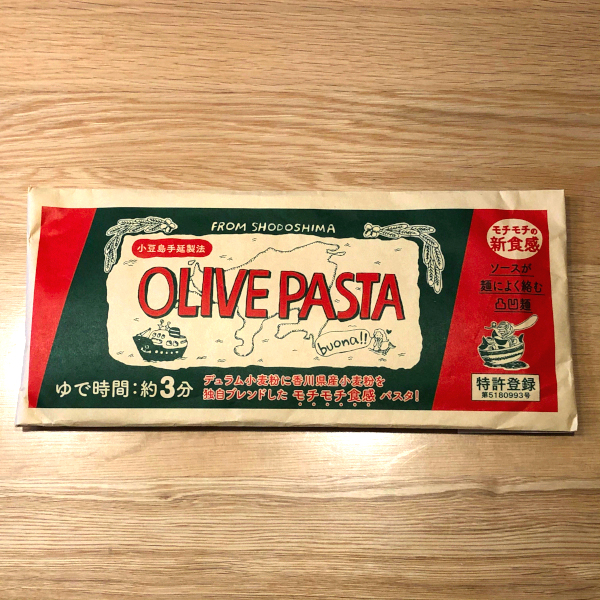 FROM SHODOSHIMA
小豆島手延製法
OLIVE PASTA
buona!!
ゆで時間:約3分
デュラム小麦粉に香川県産小麦粉を
独自ブレンドした モチモチ食感 パスタ!
モチモチの
新食感
ソースが
麺によく絡む
凸凹麺
特許登録
第5180993号